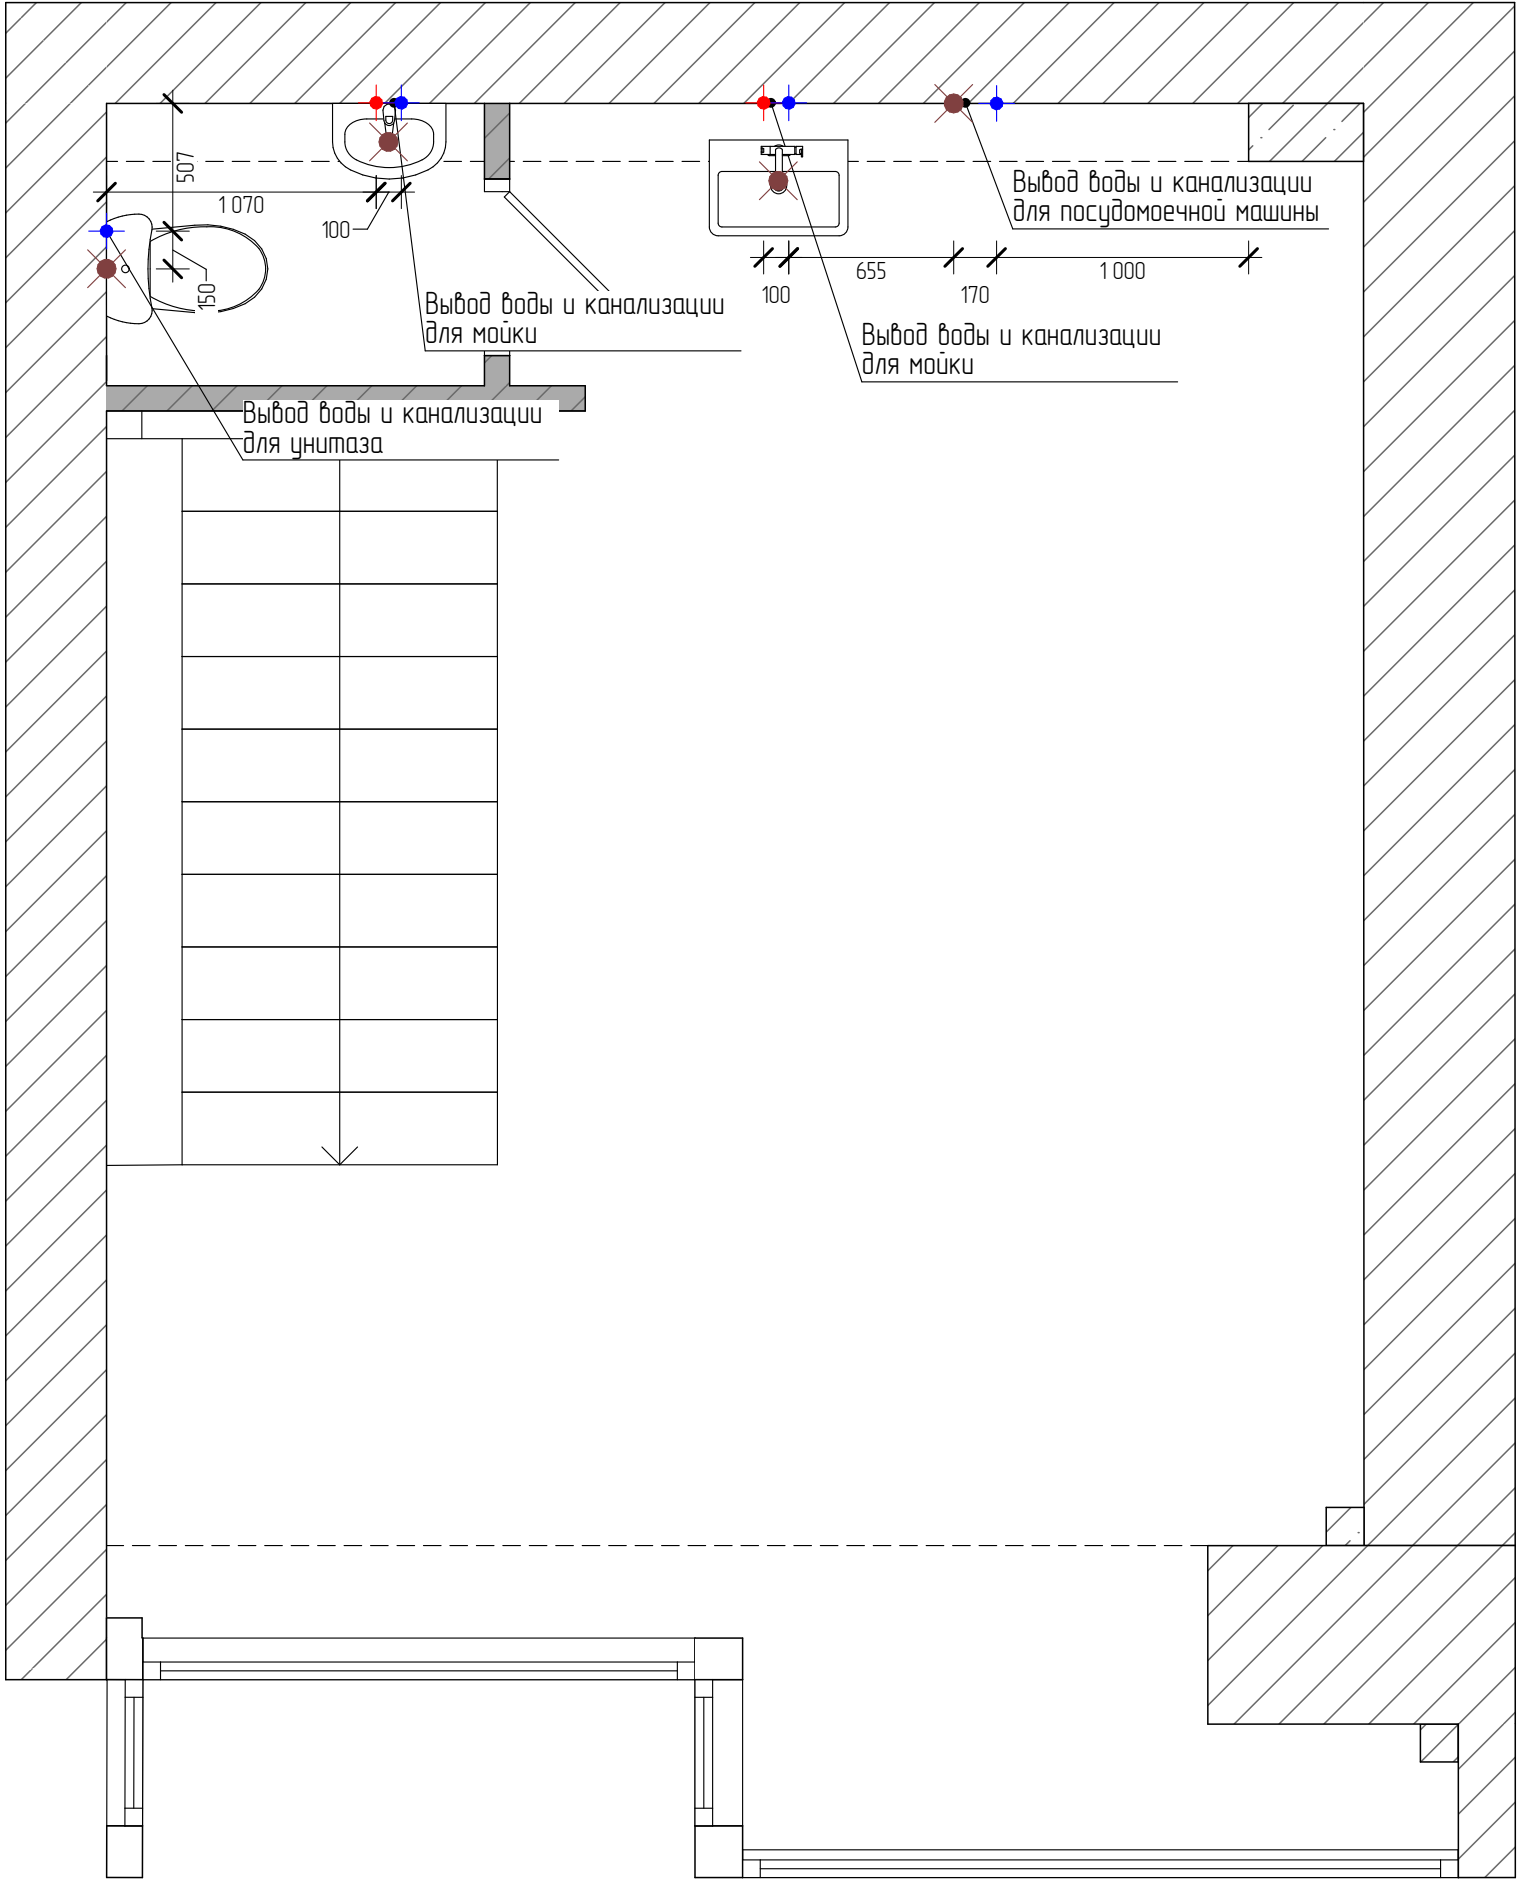 507
1 070
100
150
Вывод воды и канализации
для посудомоечной машины
655
1 000
100
170
Вывод воды и канализации
для мойки
Вывод воды и канализации
для мойки
Вывод воды и канализации
для унитаза